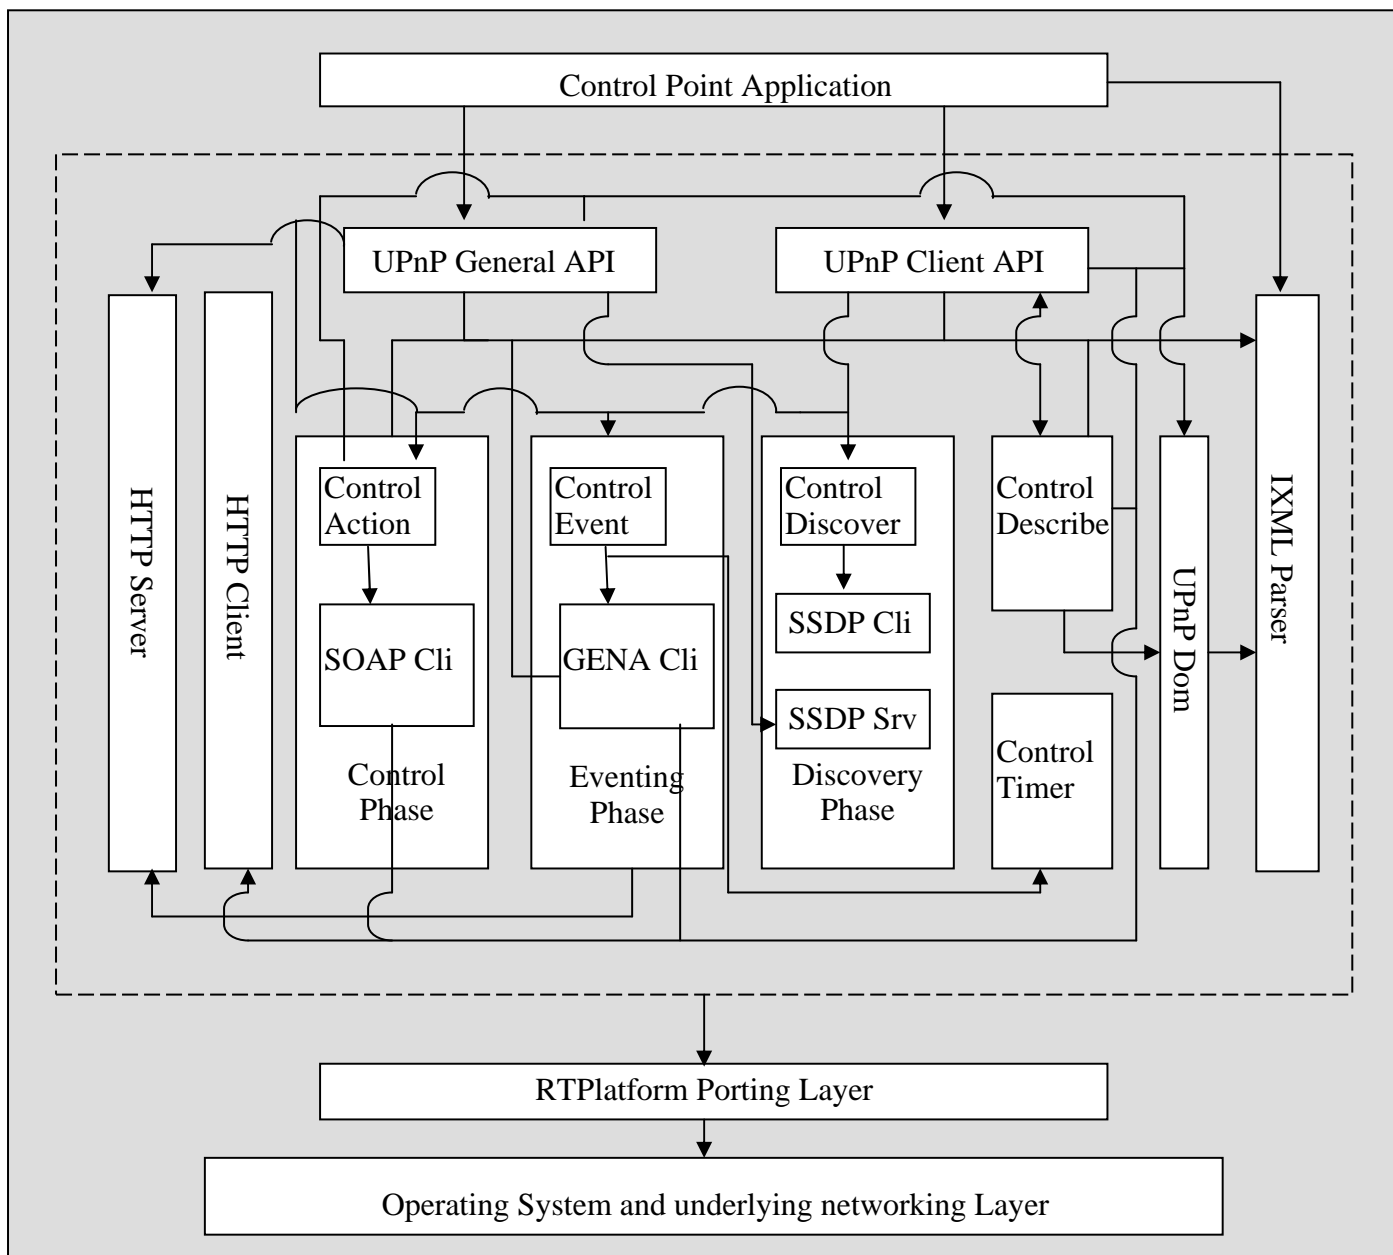 Control Point Application
UPnP General API
UPnP Client API
HTTP Server
HTTP Client
Control
Action
SOAP Cli
Control
Phase
Control
Event
GENA Cli
Eventing
Phase
Control
Discover
SSDP Cli
SSDP Srv
Discovery
Phase
Control
Describe
Control
Timer
UPnP Dom
IXML Parser
RTPlatform Porting Layer
Operating System and underlying networking Layer